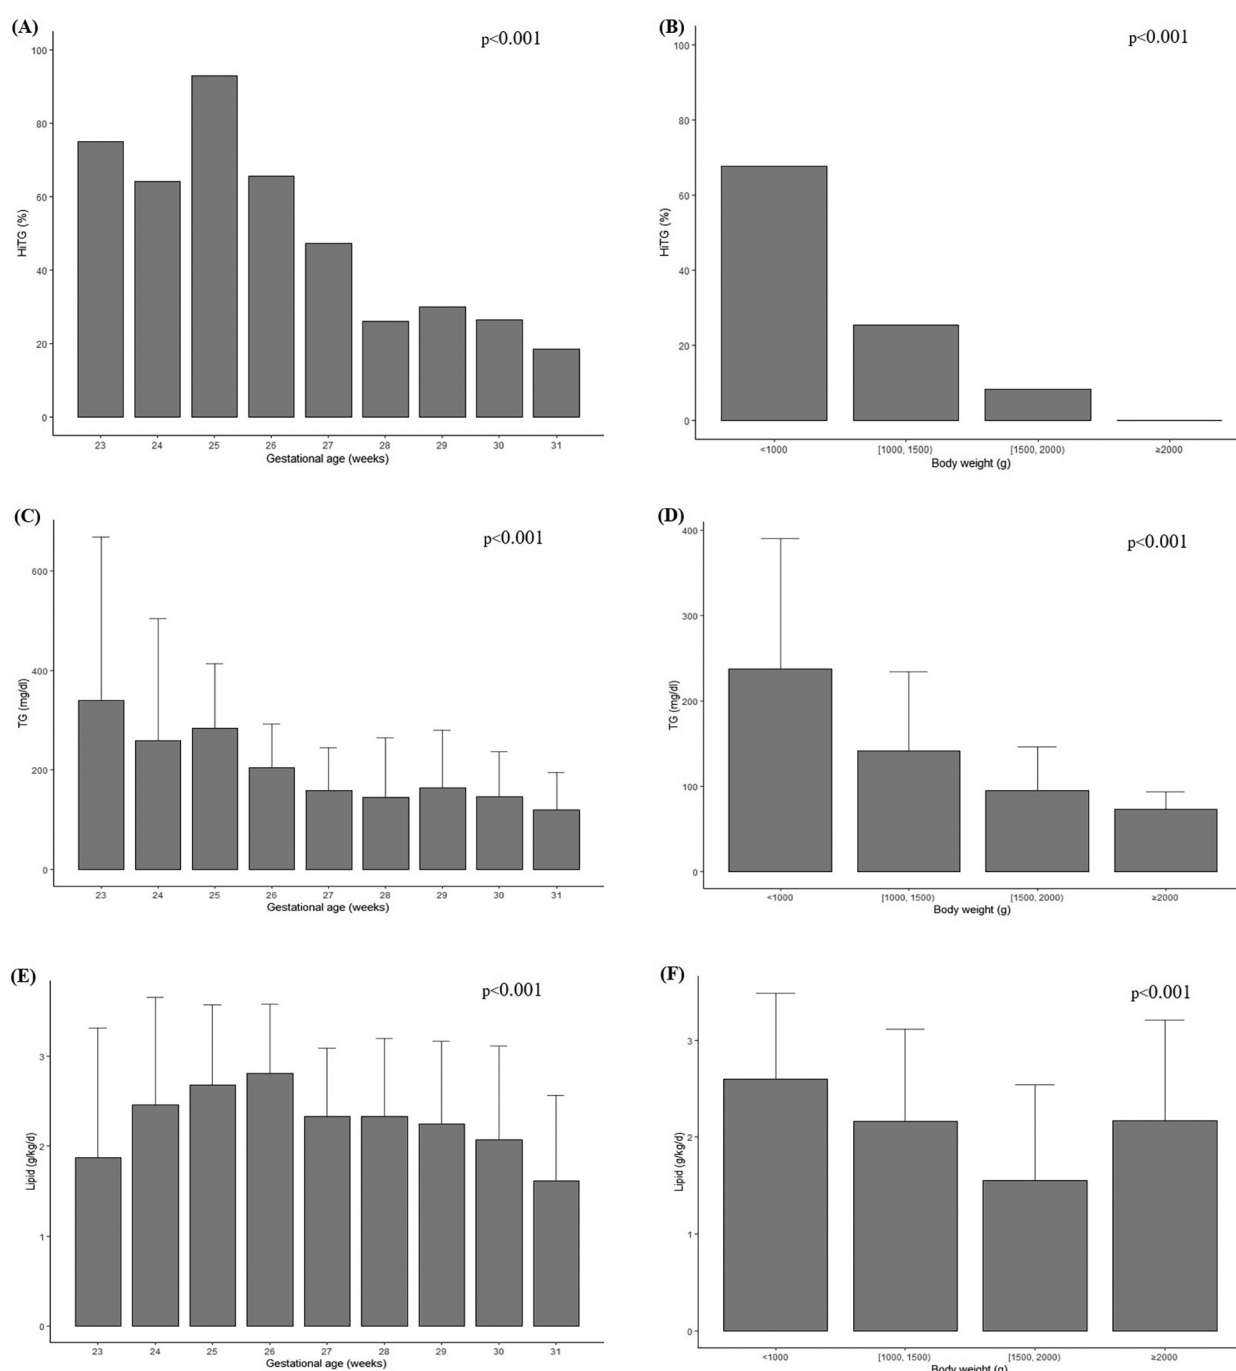 (A)
p<0.001
100
80
60
40
20
0
HiTG (%)
23 24 25 26 27 28 29 30 31
Gestational age (weeks)
(B)
p<0.001
100
80
60
40
20
0
HiTG (%)
<1000 [1000, 1500) [1500, 2000) ≥2000
Body weight (g)
(C)
p<0.001
600
400
200
0
TG (mg/dl)
23 24 25 26 27 28 29 30 31
Gestational age (weeks)
(D)
p<0.001
400
300
200
100
0
TG (mg/dl)
<1000 [1000, 1500) [1500, 2000) ≥2000
Body weight (g)
(E)
p<0.001
3
2
1
0
Lipid (g/kg/d)
23 24 25 26 27 28 29 30 31
Gestational age (weeks)
(F)
p<0.001
3
2
1
0
Lipid (g/kg/d)
<1000 [1000, 1500) [1500, 2000) ≥2000
Body weight (g)